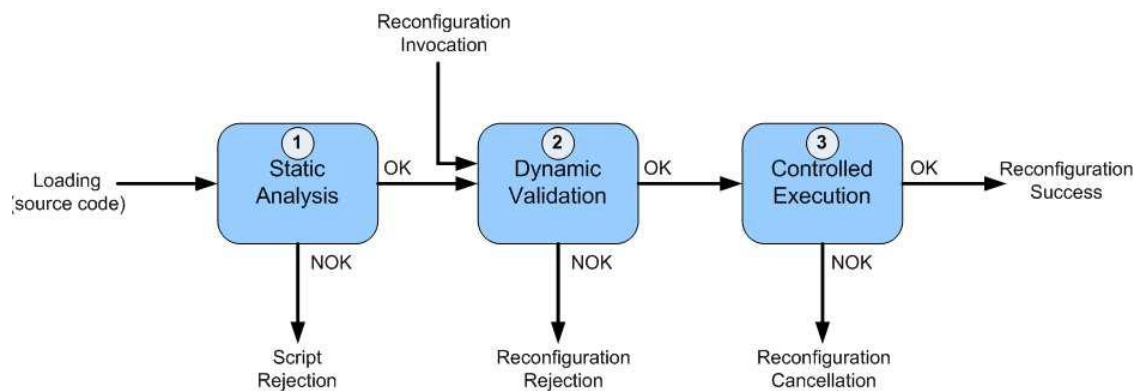 Reconfiguration
Invocation
1
Static
Analysis
2
Dynamic
Validation
3
Controlled
Execution
Loading
(source code)
OK
OK
OK
Reconfiguration
Success
NOK
NOK
NOK
Script
Rejection
Reconfiguration
Rejection
Reconfiguration
Cancellation